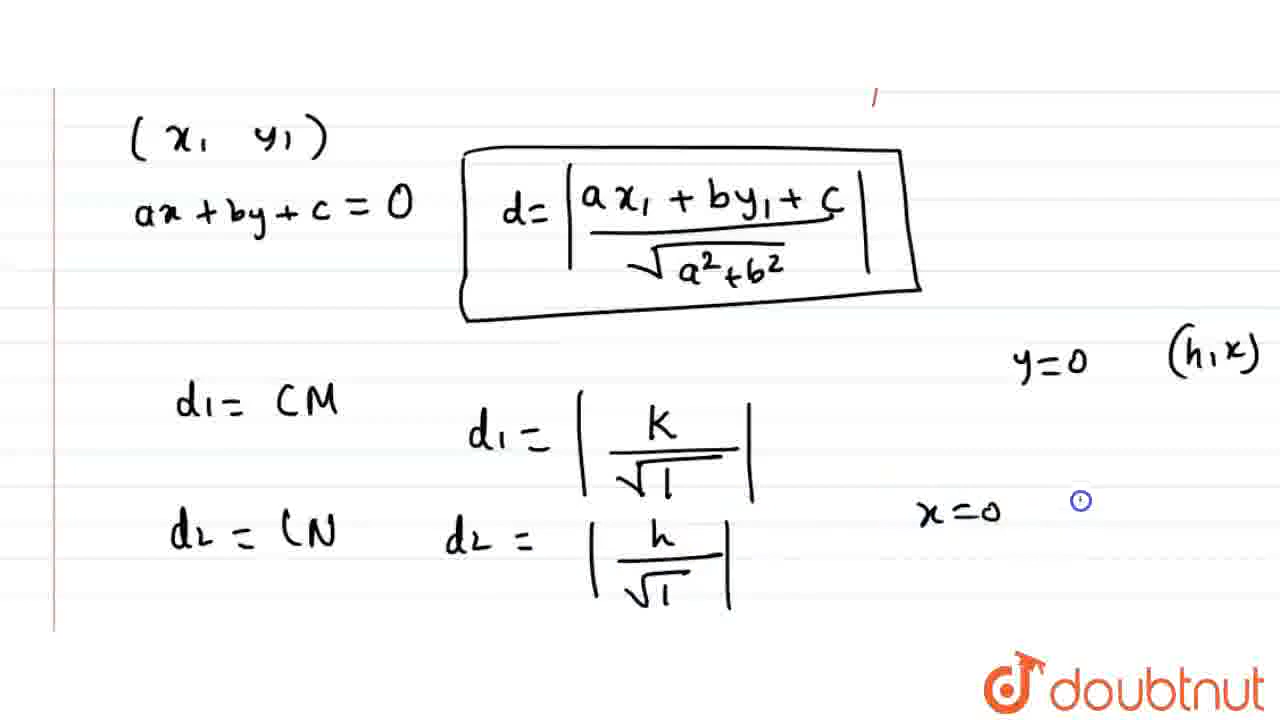 (x₁ y₁)
ax + by + c = 0
d = |ax₁ + by₁ + c / √a² + b²|
y = 0 (h, k)
d₁ = CM d₁ = |K / √1|
x = 0
d₂ = CN d₂ = |h / √1|
doubtnut